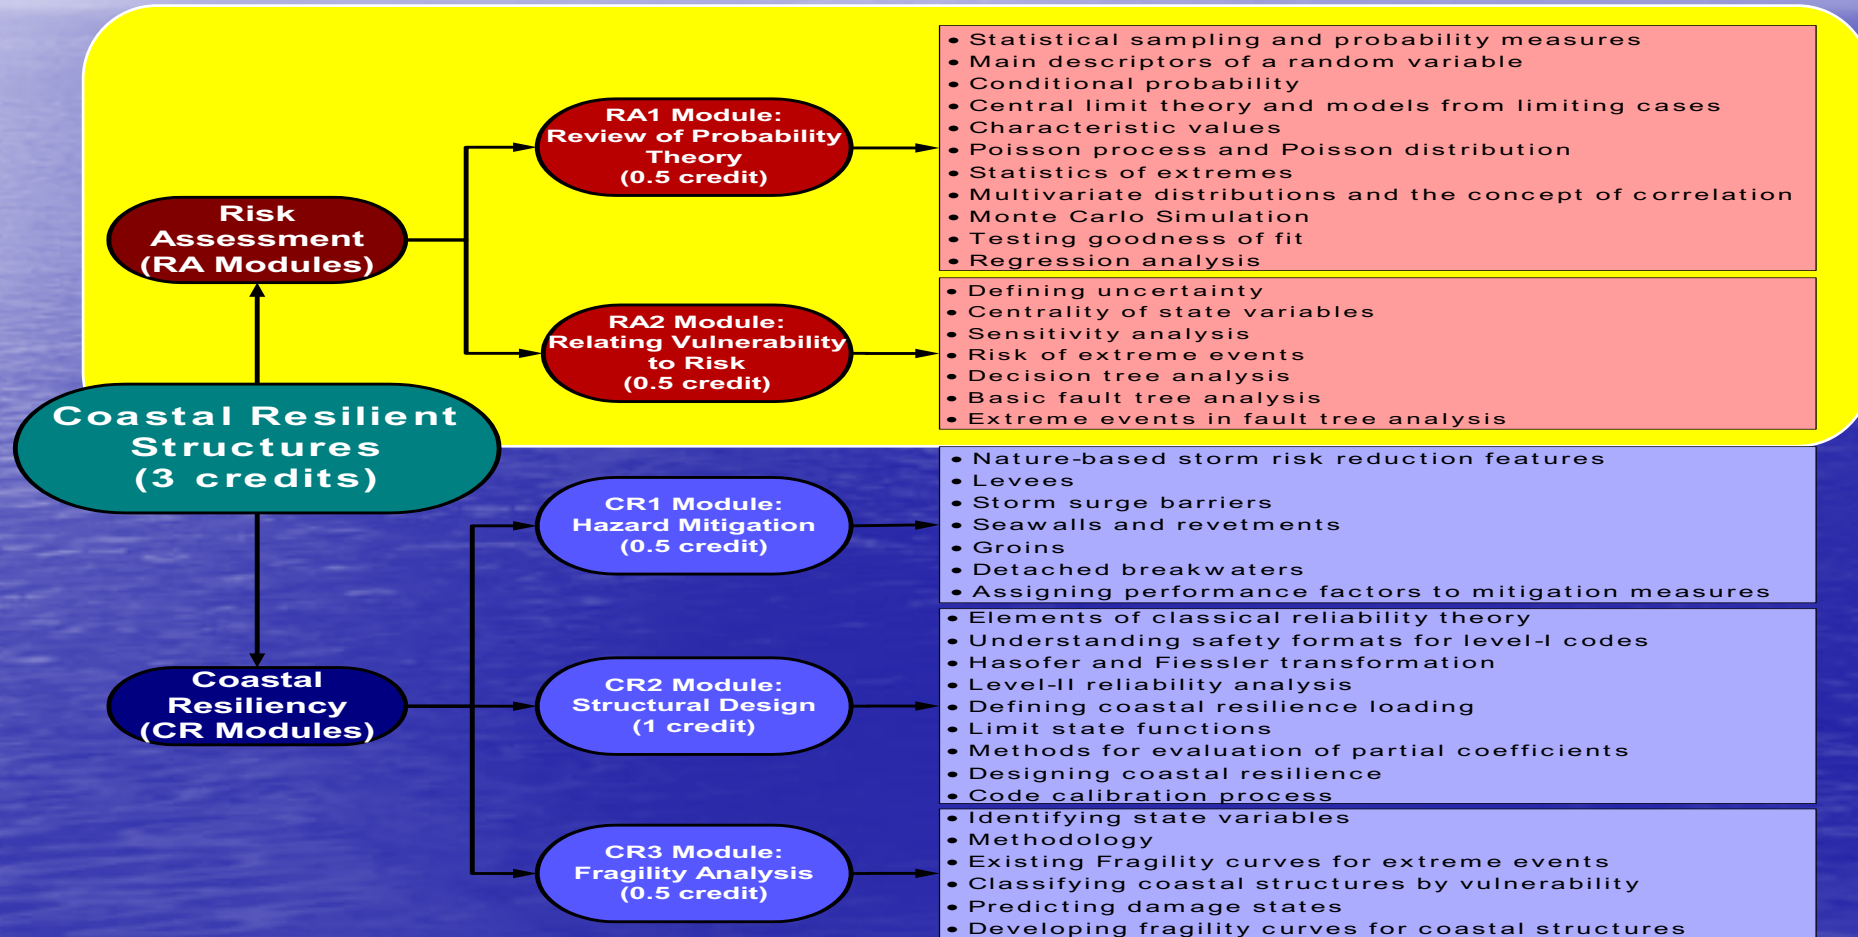 Coastal Resilient
Structures
(3 credits)
Risk
Assessment
(RA Modules)
RA1 Module:
Review of Probability
Theory
(0.5 credit)
• Statistical sampling and probability measures
• Main descriptors of a random variable
• Conditional probability
• Central limit theory and models from limiting cases
• Characteristic values
• Poisson process and Poisson distribution
• Statistics of extremes
• Multivariate distributions and the concept of correlation
• Monte Carlo Simulation
• Testing goodness of fit
• Regression analysis
RA2 Module:
Relating Vulnerability
to Risk
(0.5 credit)
• Defining uncertainty
• Centrality of state variables
• Sensitivity analysis
• Risk of extreme events
• Decision tree analysis
• Basic fault tree analysis
• Extreme events in fault tree analysis
Coastal
Resiliency
(CR Modules)
CR1 Module:
Hazard Mitigation
(0.5 credit)
• Nature-based storm risk reduction features
• Levees
• Storm surge barriers
• Seawalls and revetments
• Groins
• Detached breakwaters
• Assigning performance factors to mitigation measures
CR2 Module:
Structural Design
(1 credit)
• Elements of classical reliability theory
• Understanding safety formats for level-I codes
• Hasofer and Fiessler transformation
• Level-II reliability analysis
• Defining coastal resilience loading
• Limit state functions
• Methods for evaluation of partial coefficients
• Designing coastal resilience
• Code calibration process
CR3 Module:
Fragility Analysis
(0.5 credit)
• Identifying state variables
• Methodology
• Existing Fragility curves for extreme events
• Classifying coastal structures by vulnerability
• Predicting damage states
• Developing fragility curves for coastal structures